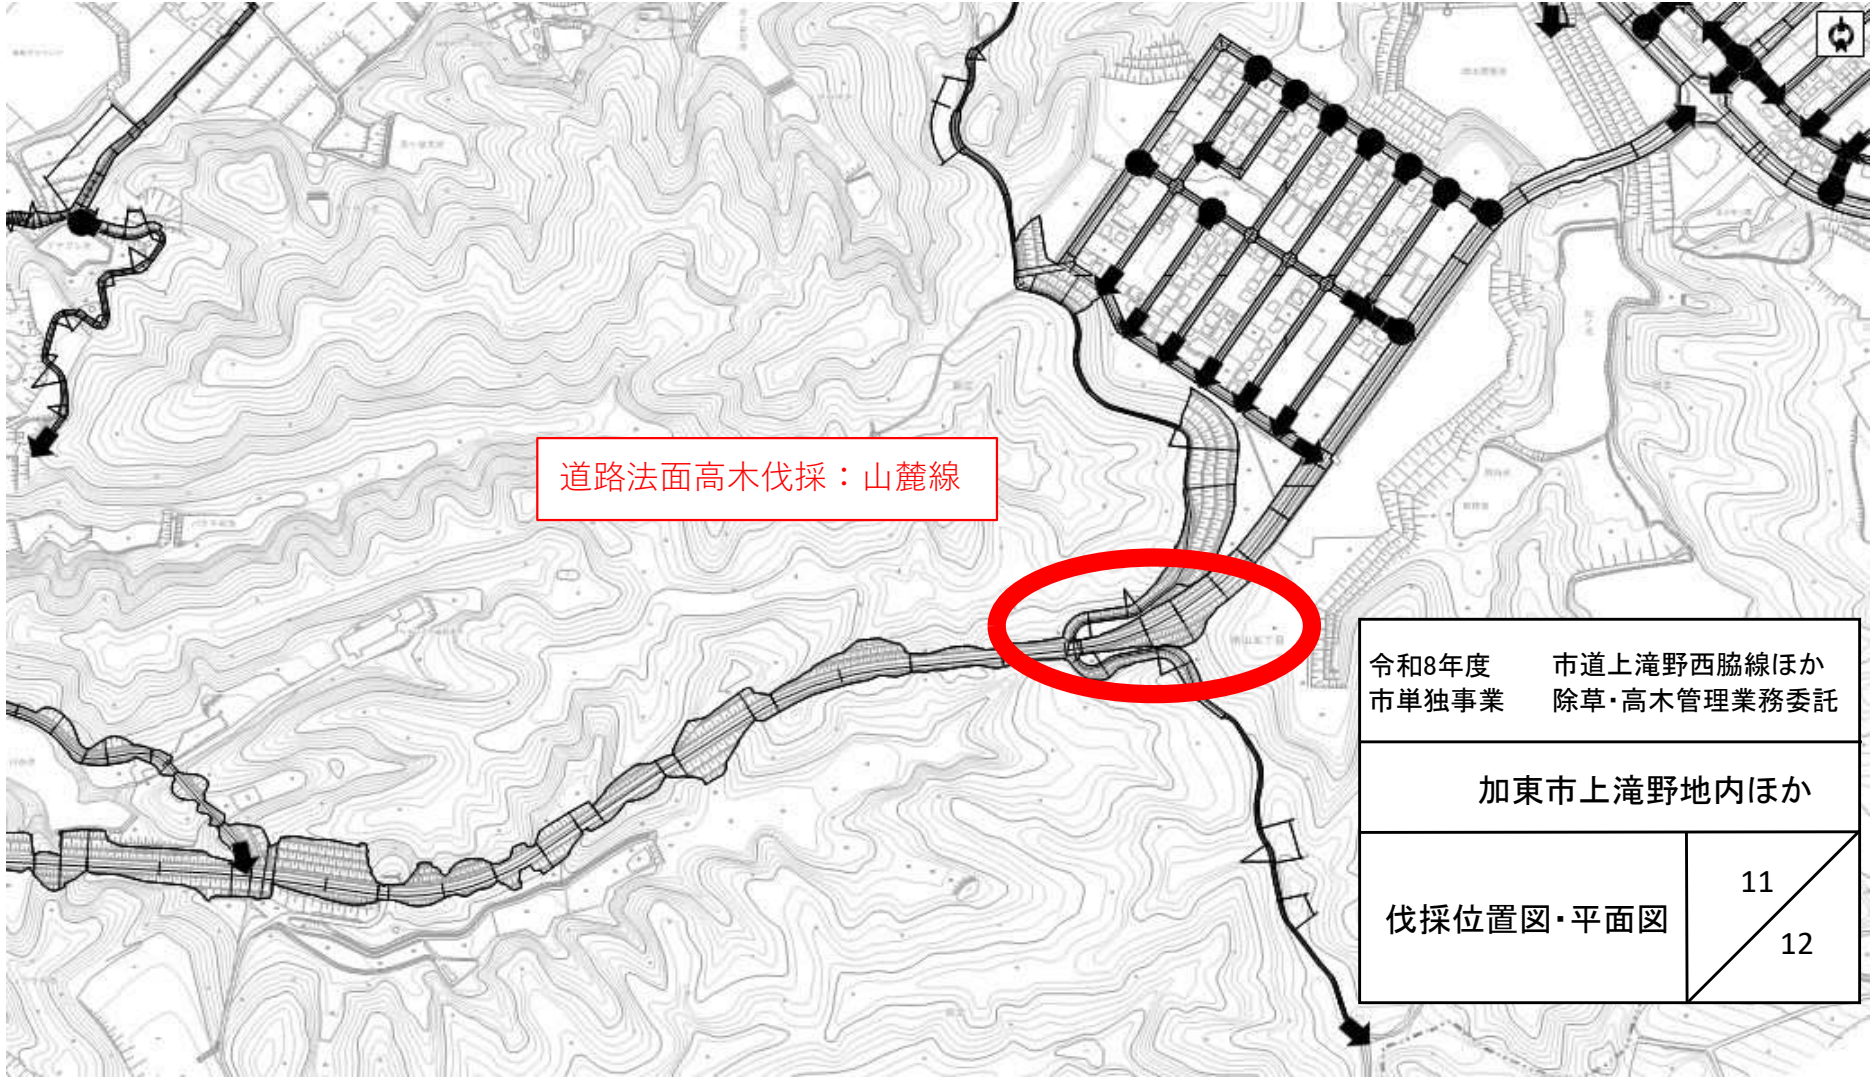 道路法面高木伐採：山麓線
令和8年度 市道上滝野西脇線ほか
市単独事業 除草・高木管理業務委託
加東市上滝野地内ほか
伐採位置図・平面図
11
12